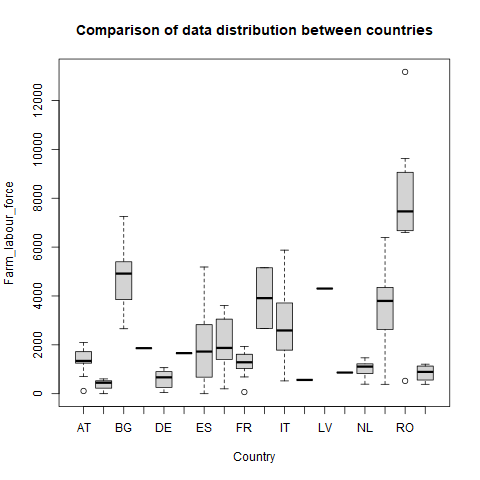 Comparison of data distribution between countries
Farm_labour_force
12000
10000
8000
6000
4000
2000
0
AT BG DE ES FR IT LV NL RO
Country